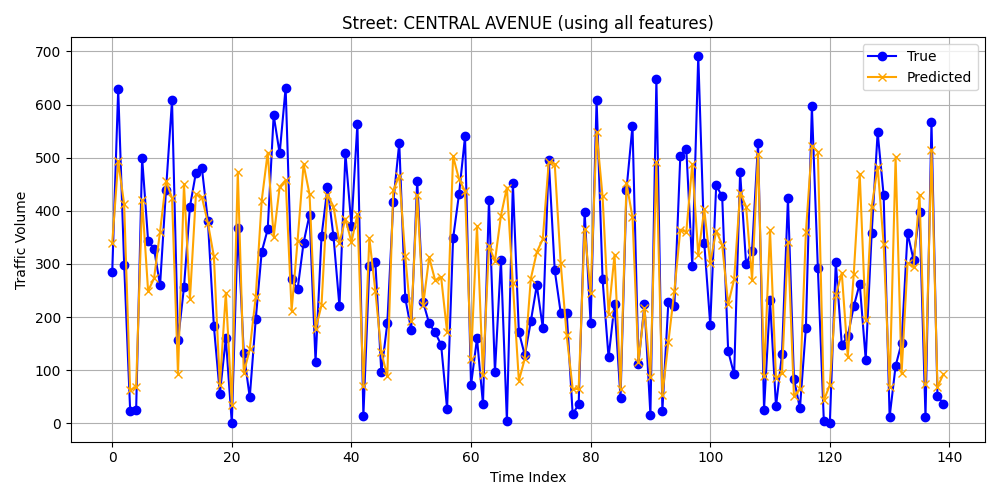 Street: CENTRAL AVENUE (using all features)
True
Predicted
Traffic Volume
700
600
500
400
300
200
100
0
0 20 40 60 80 100 120 140
Time Index